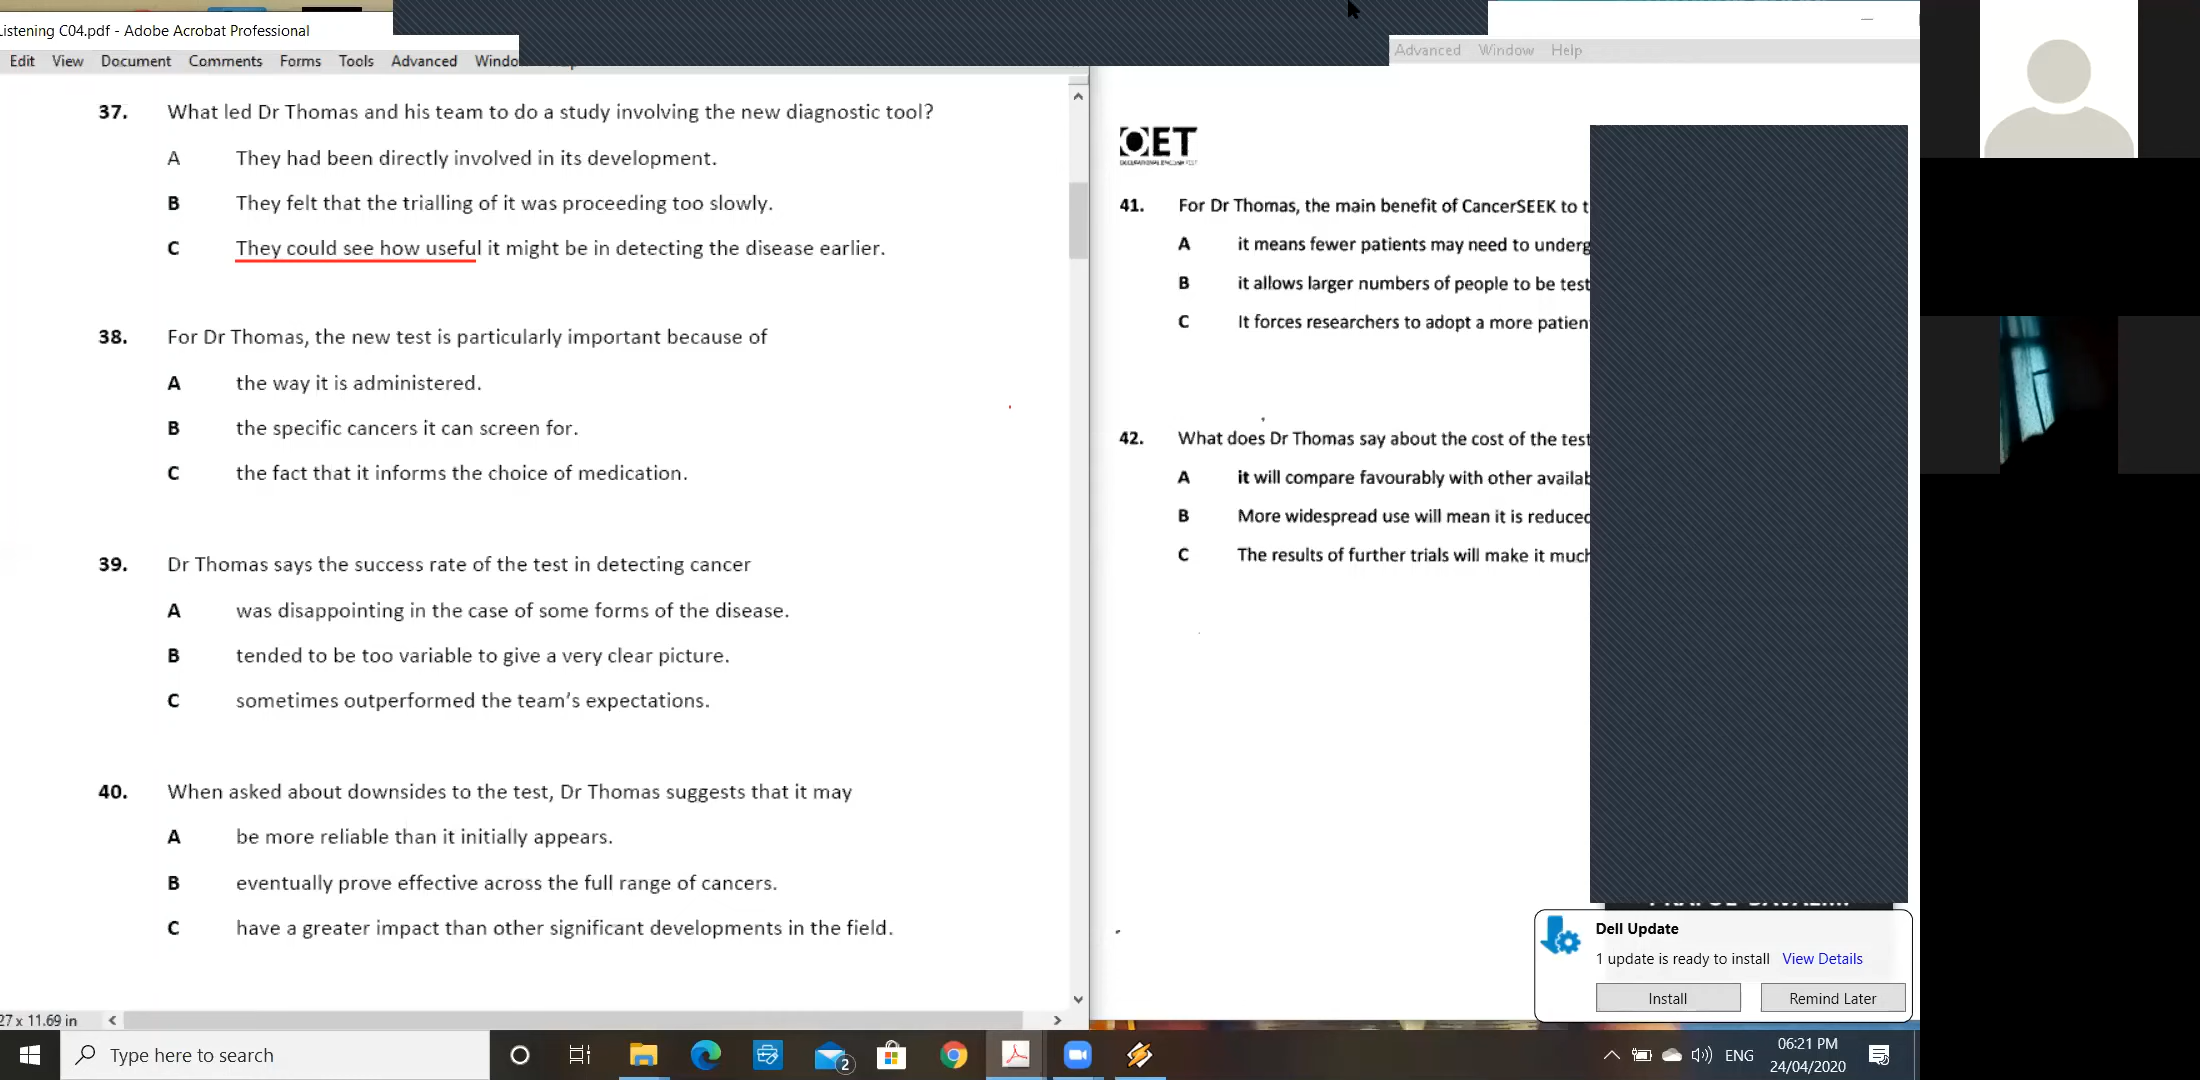 Listening C04.pdf - Adobe Acrobat Professional
Edit View Document Comments Forms Tools Advanced
37. What led Dr Thomas and his team to do a study involving the new diagnostic tool?
A They had been directly involved in its development.
B They felt that the trialling of it was proceeding too slowly.
C They could see how useful it might be in detecting the disease earlier.
38. For Dr Thomas, the new test is particularly important because of
A the way it is administered.
B the specific cancers it can screen for.
C the fact that it informs the choice of medication.
39. Dr Thomas says the success rate of the test in detecting cancer
A was disappointing in the case of some forms of the disease.
B tended to be too variable to give a very clear picture.
C sometimes outperformed the team's expectations.
40. When asked about downsides to the test, Dr Thomas suggests that it may
A be more reliable than it initially appears.
B eventually prove effective across the full range of cancers.
C have a greater impact than other significant developments in the field.
27 x 11.69 in
Advanced Window Help
OET
OCCUPATIONAL ENGLISH TEST
41. For Dr Thomas, the main benefit of CancerSEEK to t
A it means fewer patients may need to underg
B it allows larger numbers of people to be test
C It forces researchers to adopt a more patien
42. What does Dr Thomas say about the cost of the test
A it will compare favourably with other availab
B More widespread use will mean it is reduced
C The results of further trials will make it much
Dell Update
1 update is ready to install View Details
Install Remind Later
Type here to search
2
ENG
06:21 PM
24/04/2020